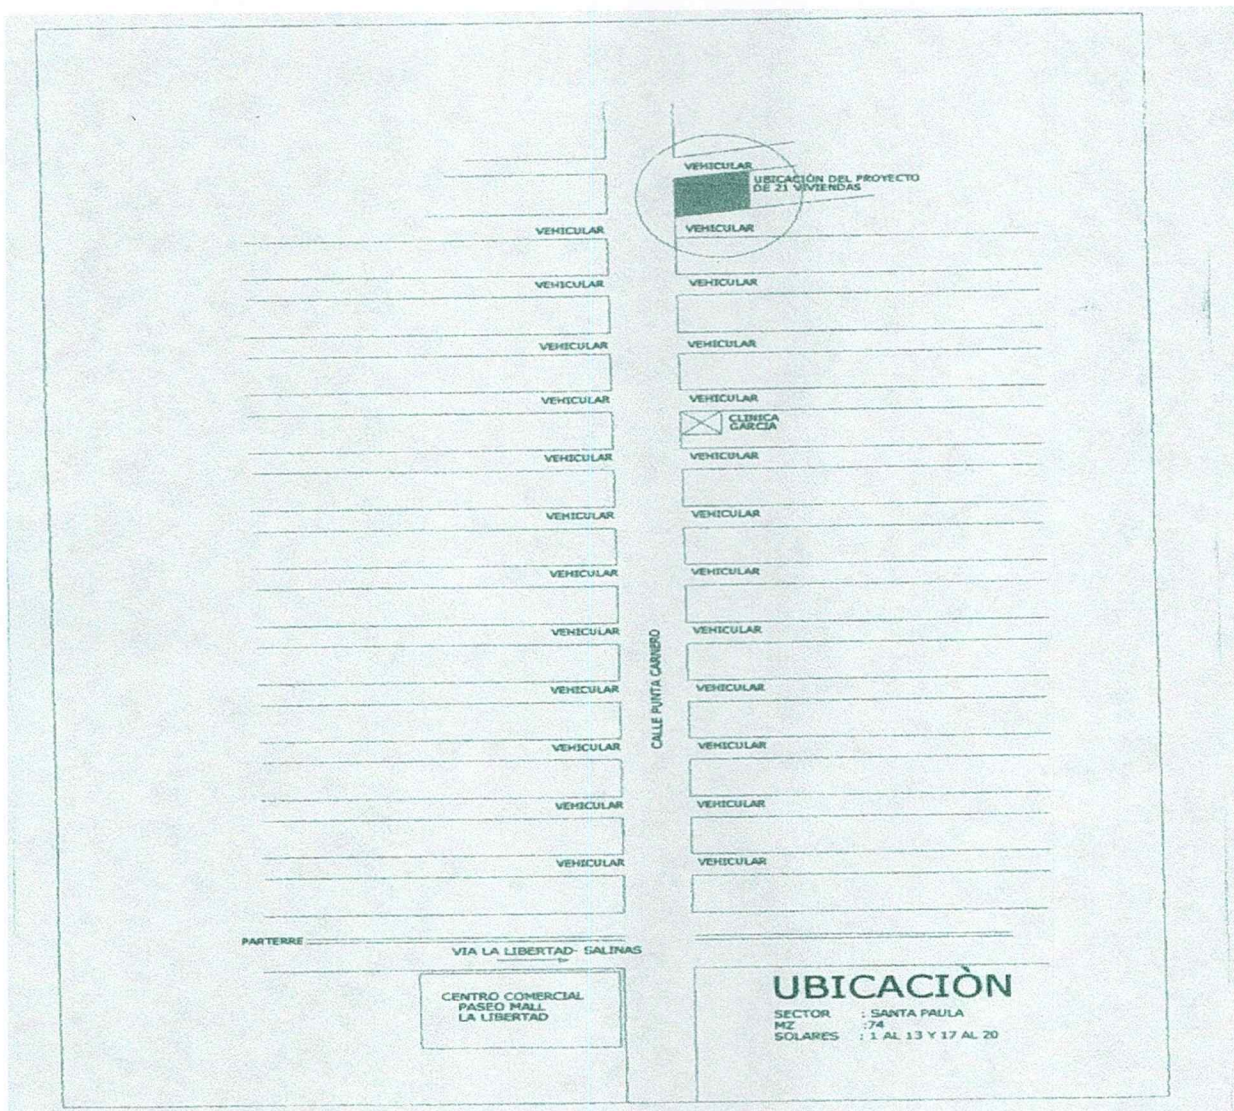 VEHICULAR
UBICACIÓN DEL PROYECTO
DE 21 VIVIENDAS
VEHICULAR
VEHICULAR
VEHICULAR
VEHICULAR
VEHICULAR
VEHICULAR
VEHICULAR
VEHICULAR
CLINICA
GARCIA
VEHICULAR
VEHICULAR
VEHICULAR
VEHICULAR
VEHICULAR
VEHICULAR
VEHICULAR
VEHICULAR
CALLE PUNTA CARNERO
VEHICULAR
VEHICULAR
VEHICULAR
VEHICULAR
VEHICULAR
VEHICULAR
VEHICULAR
VEHICULAR
PARTERRE
VIA LA LIBERTAD- SALINAS
CENTRO COMERCIAL
PASEO MALL
LA LIBERTAD
UBICACIÒN
SECTOR : SANTA PAULA
MZ :74
SOLARES : 1 AL 13 Y 17 AL 20